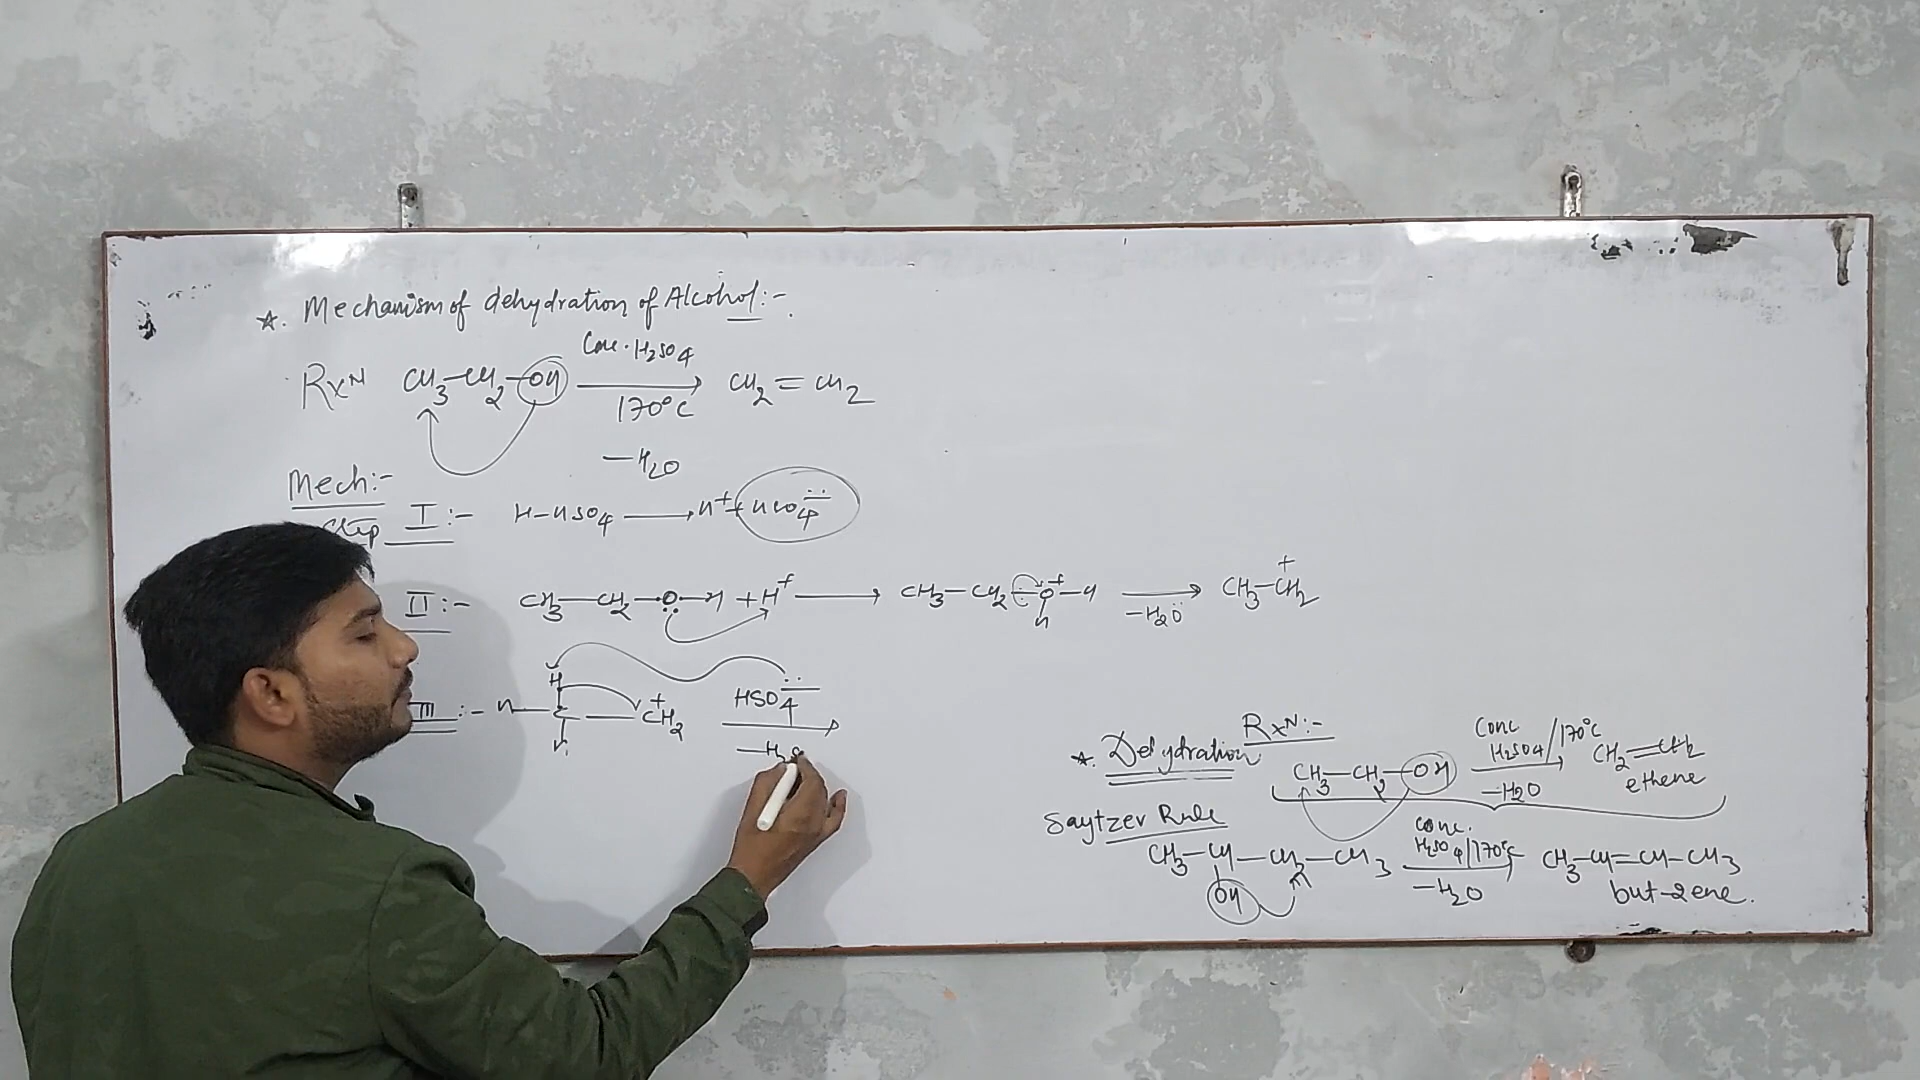 ☆. Mechanism of dehydration of Alcohol:-
Conc. H2SO4
RxN CH3-CH2-OH ⟶ CH2=CH2
170°C
-H2O
Mech:-
Step I:- H-HSO4 ⟶ H+ + HSO4-
II:- CH3-CH2-O-H + H+ ⟶ CH3-CH2-O+-H ⟶ CH3-C+H2
H
-H2O
H
III:- H-C-C+H2 HSO4- ⟶
H
-H2S
☆. Dehydration RxN:-
Conc H2SO4/170°C
CH3-CH2-OH ⟶ CH2=CH2
-H2O
ethene
Saytzev Rule
conc. H2SO4/170°C
CH3-CH-CH2-CH3 ⟶ CH3-CH=CH-CH3
OH
-H2O
but-2ene.